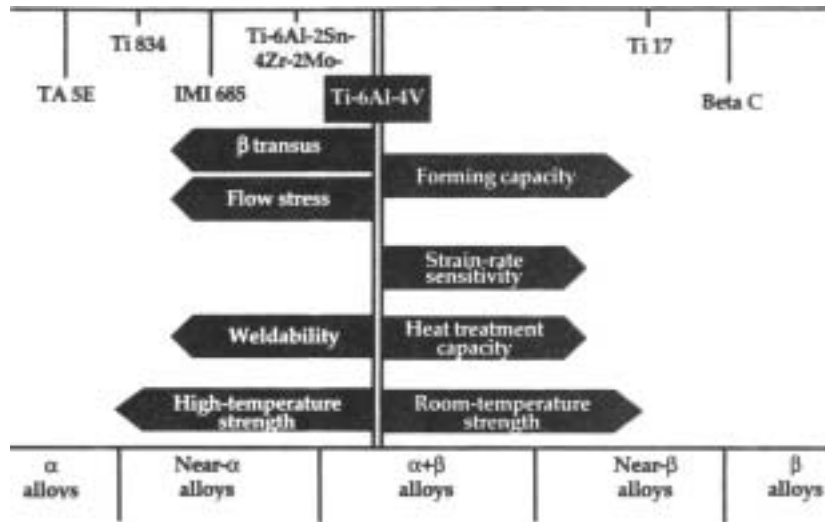 Ti 834
Ti-6Al-2Sn-
4Zr-2Mo-
Ti 17
TA 5E
IMI 685
Ti-6Al-4V
Beta C
β transus
Forming capacity
Flow stress
Strain-rate
sensitivity
Weldability
Heat treatment
capacity
High-temperature
strength
Room-temperature
strength
α
alloys
Near-α
alloys
α+β
alloys
Near-β
alloys
β
alloys